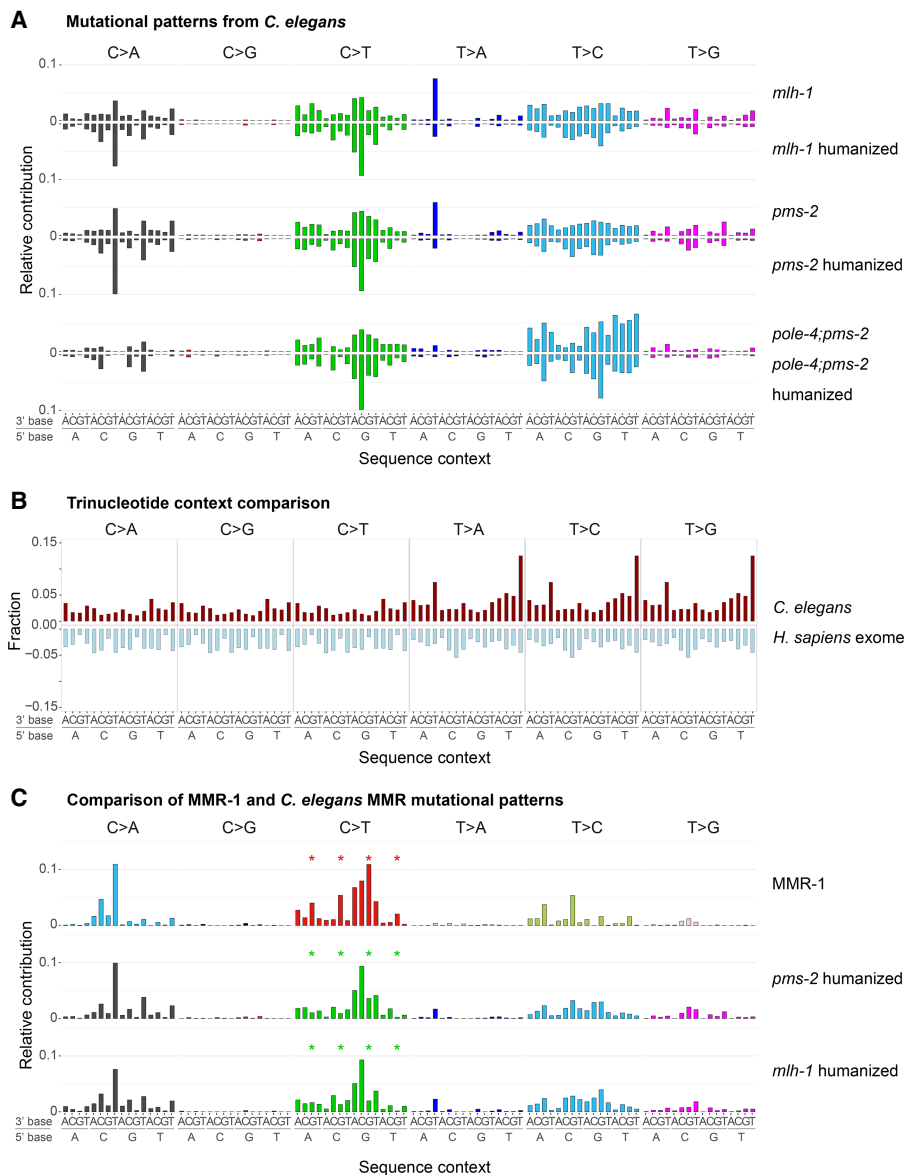 A Mutational patterns from C. elegans
C>A C>G C>T T>A T>C T>G
0.1
mlh-1
0
mlh-1 humanized
0.1
pms-2
0
pms-2 humanized
0.1
pole-4;pms-2
0
pole-4;pms-2
humanized
0.1
Relative contribution
3' base ACGTACGTACGTACGT ACGTACGTACGTACGT ACGTACGTACGTACGT ACGTACGTACGTACGT ACGTACGTACGTACGT ACGTACGTACGTACGT
5' base A C G T A C G T A C G T A C G T A C G T A C G T
Sequence context
B Trinucleotide context comparison
C>A C>G C>T T>A T>C T>G
0.15
0.05
C. elegans
0.00
H. sapiens exome
−0.05
−0.15
Fraction
3' base ACGTACGTACGTACGT ACGTACGTACGTACGT ACGTACGTACGTACGT ACGTACGTACGTACGT ACGTACGTACGTACGT ACGTACGTACGTACGT
5' base A C G T A C G T A C G T A C G T A C G T A C G T
Sequence context
C Comparison of MMR-1 and C. elegans MMR mutational patterns
C>A C>G C>T T>A T>C T>G
* * * *
0.1
MMR-1
0
* * * *
0.1
pms-2 humanized
0
* * * *
0.1
mlh-1 humanized
0
Relative contribution
3' base ACGTACGTACGTACGT ACGTACGTACGTACGT ACGTACGTACGTACGT ACGTACGTACGTACGT ACGTACGTACGTACGT ACGTACGTACGTACGT
5' base A C G T A C G T A C G T A C G T A C G T A C G T
Sequence context